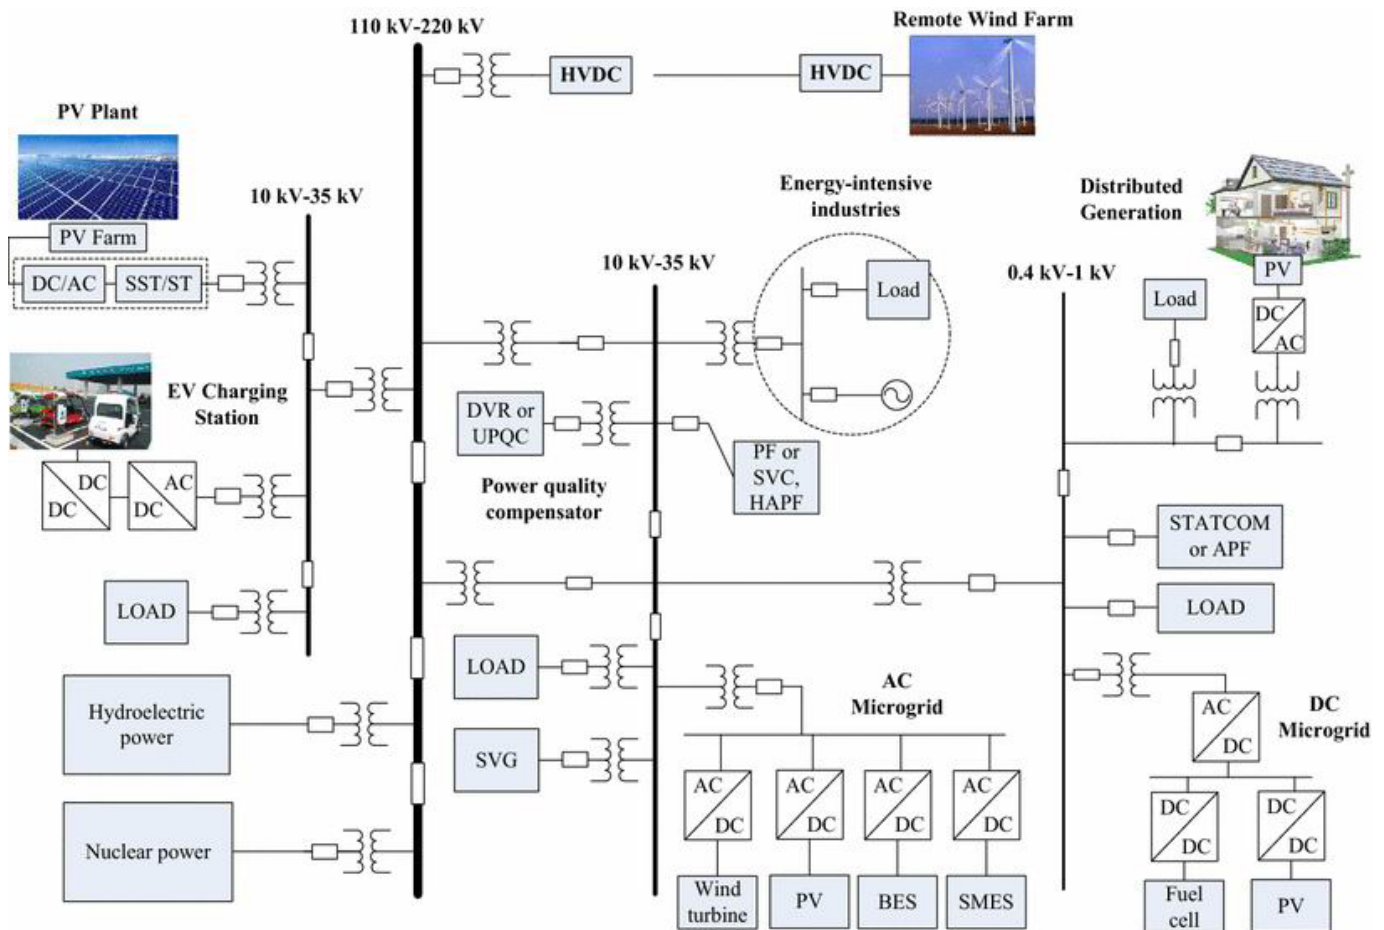 110 kV-220 kV
Remote Wind Farm
HVDC
HVDC
PV Plant
10 kV-35 kV
PV Farm
DC/AC
SST/ST
Energy-intensive
industries
Distributed
Generation
10 kV-35 kV
0.4 kV-1 kV
Load
Load
PV
DC
AC
EV Charging
Station
DC
DC
AC
DC
DVR or
UPQC
PF or
SVC,
HAPF
Power quality
compensator
STATCOM
or APF
LOAD
LOAD
LOAD
Hydroelectric
power
SVG
Nuclear power
AC
Microgrid
AC
DC
AC
DC
AC
DC
AC
DC
Wind
turbine
PV
BES
SMES
DC
Microgrid
AC
DC
DC
DC
DC
DC
Fuel
cell
PV